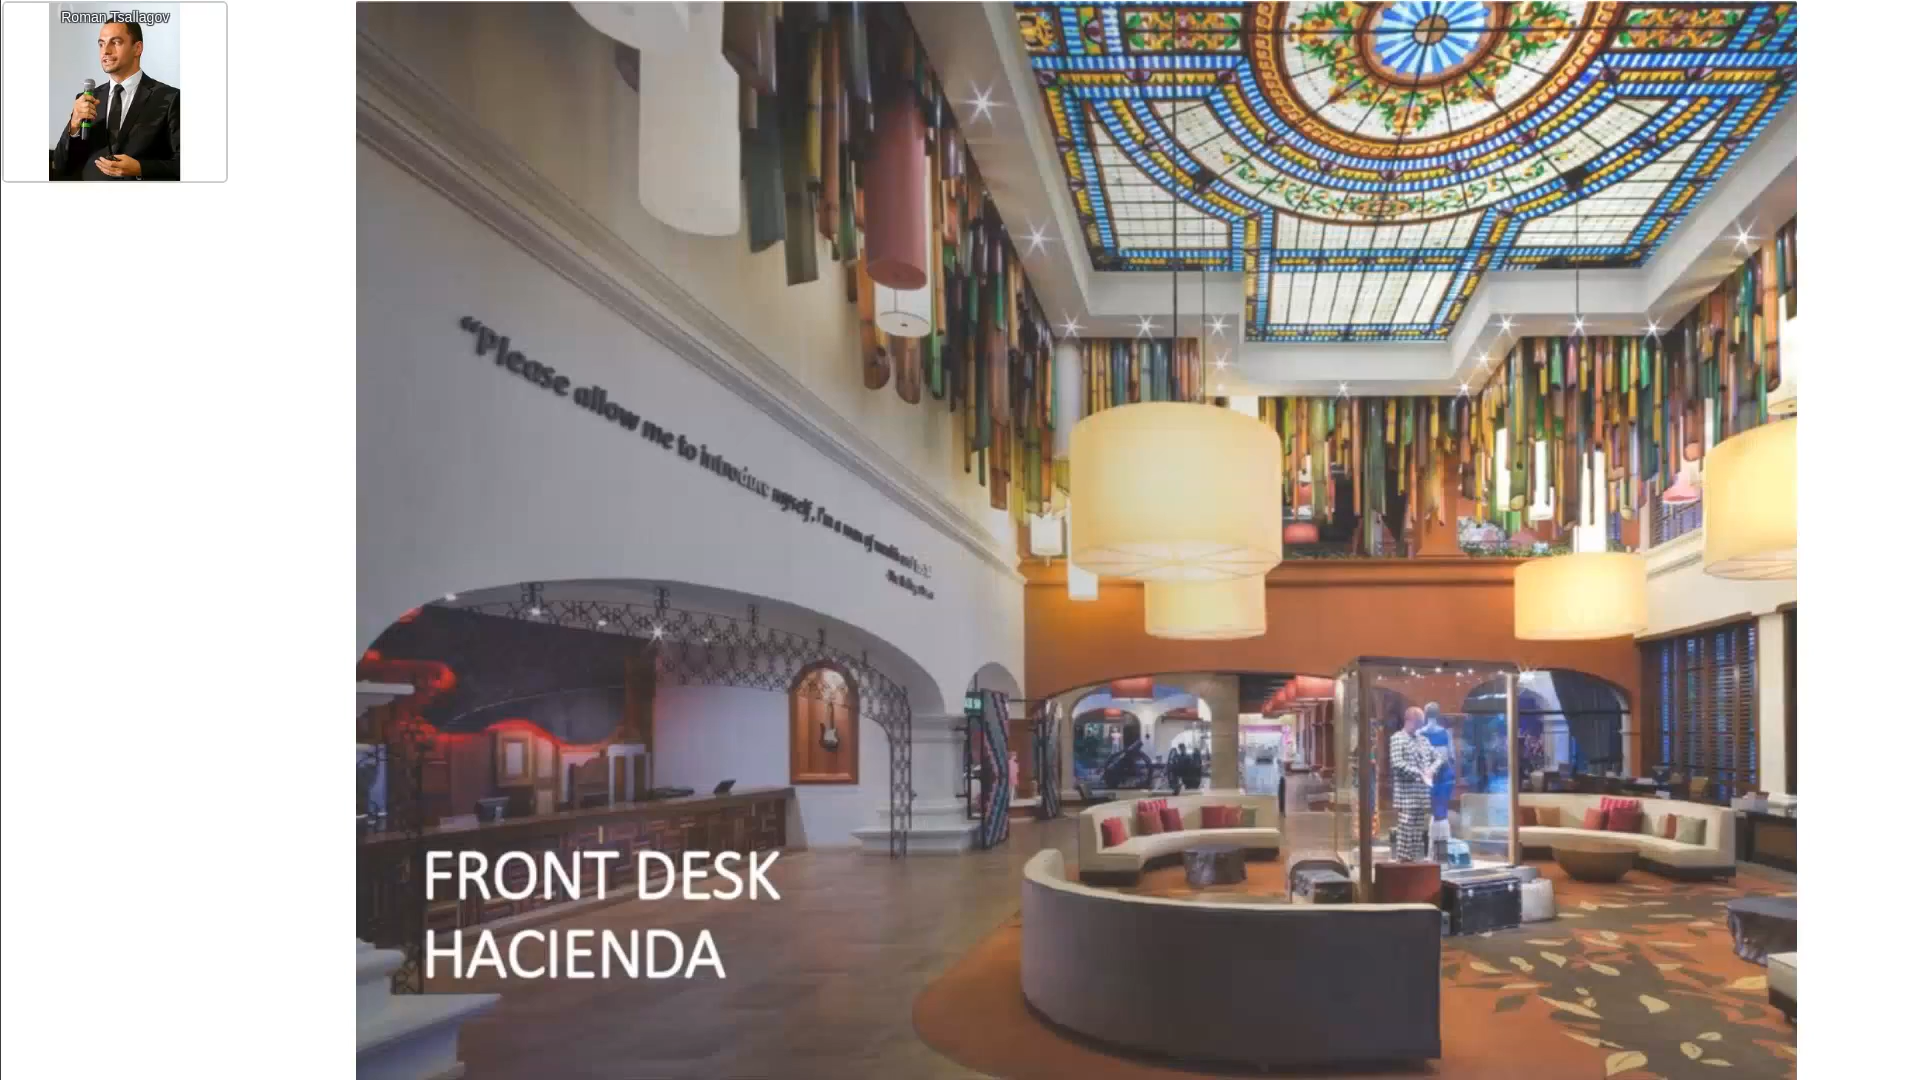 Roman Tsallagov
“Please allow me to introduce myself, I'm a man of wealth and
FRONT DESK
HACIENDA